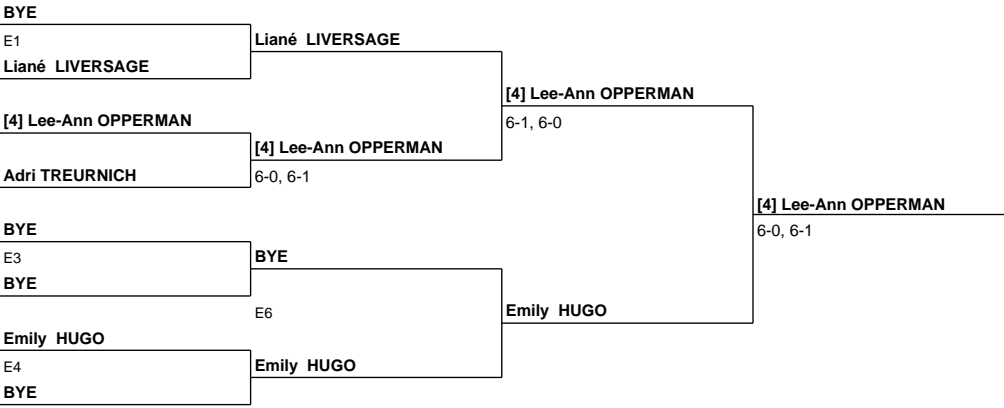 BYE
E1
Liané LIVERSAGE
Liané LIVERSAGE
[4] Lee-Ann OPPERMAN
[4] Lee-Ann OPPERMAN
6-1, 6-0
[4] Lee-Ann OPPERMAN
Adri TREURNICH
6-0, 6-1
[4] Lee-Ann OPPERMAN
6-0, 6-1
BYE
E3
BYE
BYE
E6
Emily HUGO
Emily HUGO
E4
Emily HUGO
BYE